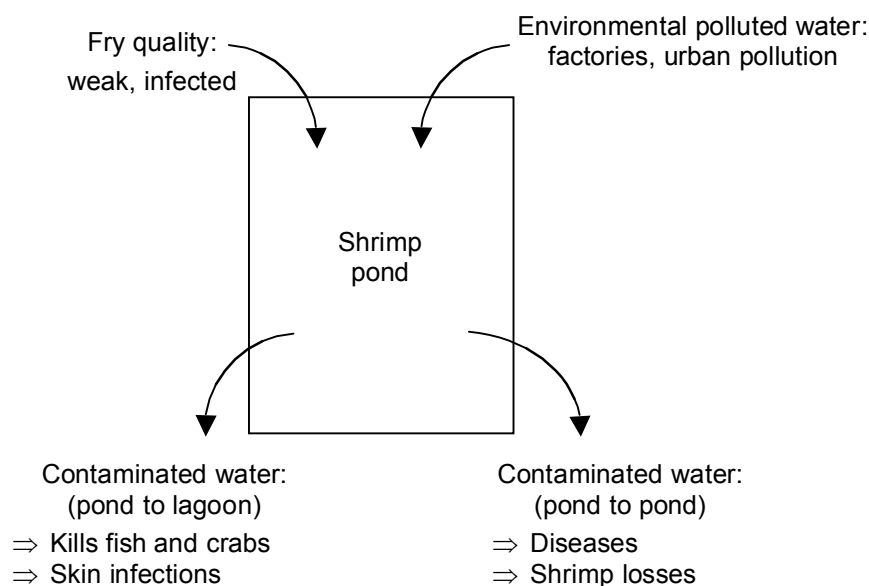 Fry quality:
weak, infected
Environmental polluted water:
factories, urban pollution
Shrimp
pond
Contaminated water:
(pond to lagoon)
⇒ Kills fish and crabs
⇒ Skin infections
Contaminated water:
(pond to pond)
⇒ Diseases
⇒ Shrimp losses